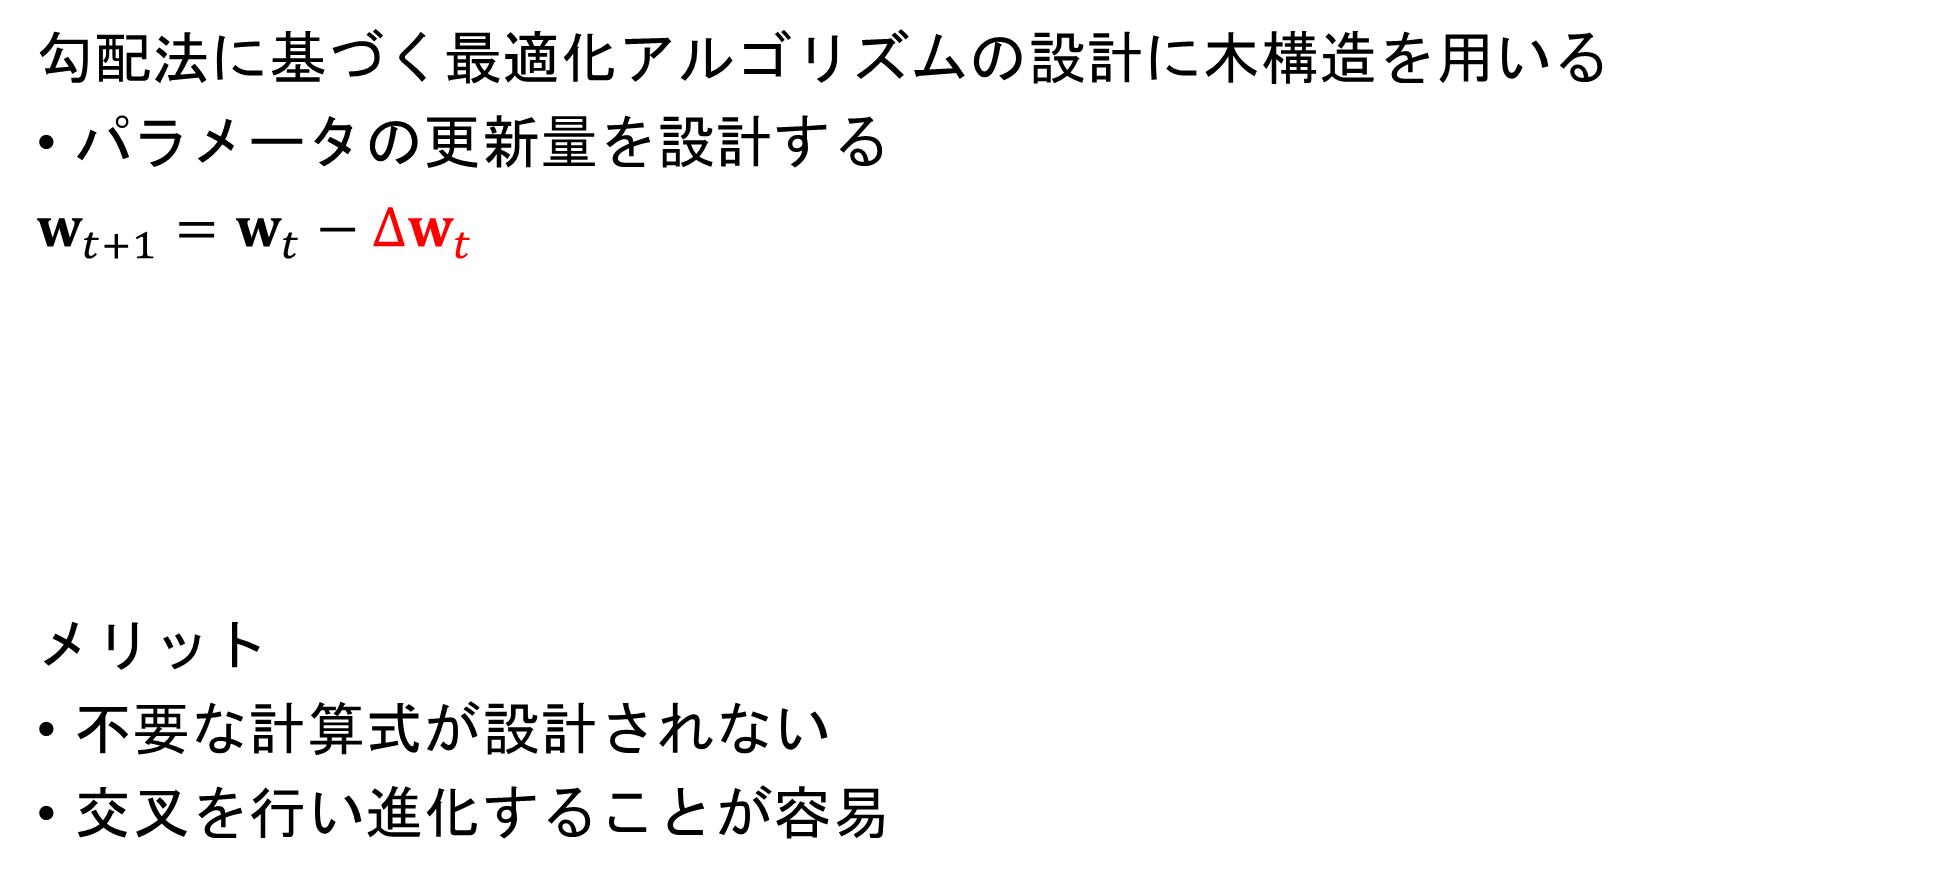 勾配法に基づく最適化アルゴリズムの設計に木構造を用いる
• パラメータの更新量を設計する
𝐰ₜ₊₁ = 𝐰ₜ − Δ𝐰ₜ
メリット
• 不要な計算式が設計されない
• 交叉を行い進化することが容易